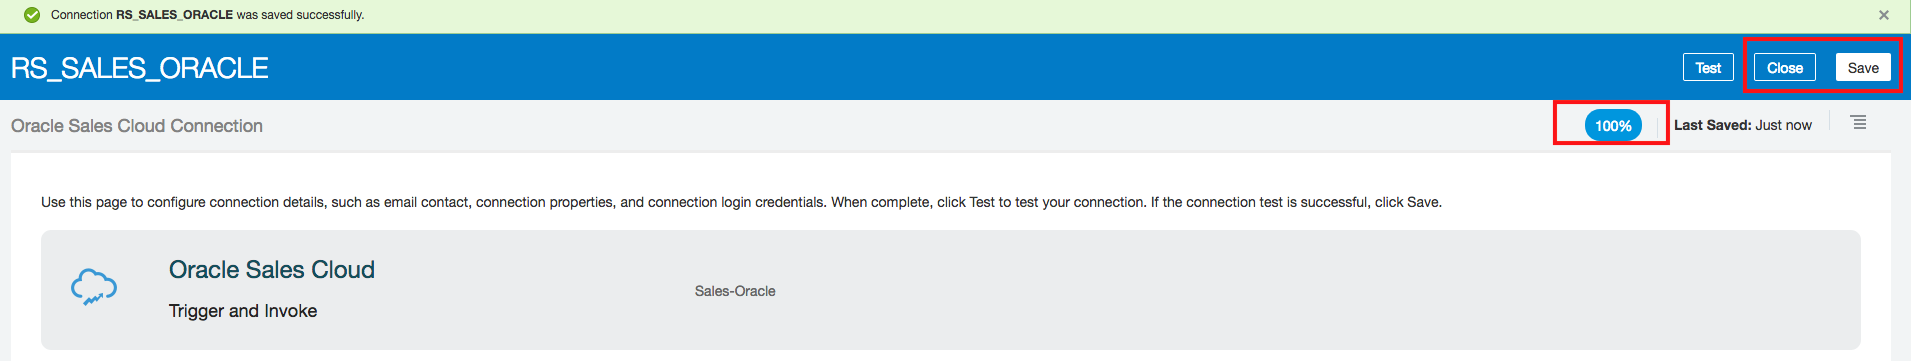 Connection RS_SALES_ORACLE was saved successfully.
RS_SALES_ORACLE
Test Close Save
Oracle Sales Cloud Connection
100% Last Saved: Just now
Use this page to configure connection details, such as email contact, connection properties, and connection login credentials. When complete, click Test to test your connection. If the connection test is successful, click Save.
Oracle Sales Cloud
Sales-Oracle
Trigger and Invoke